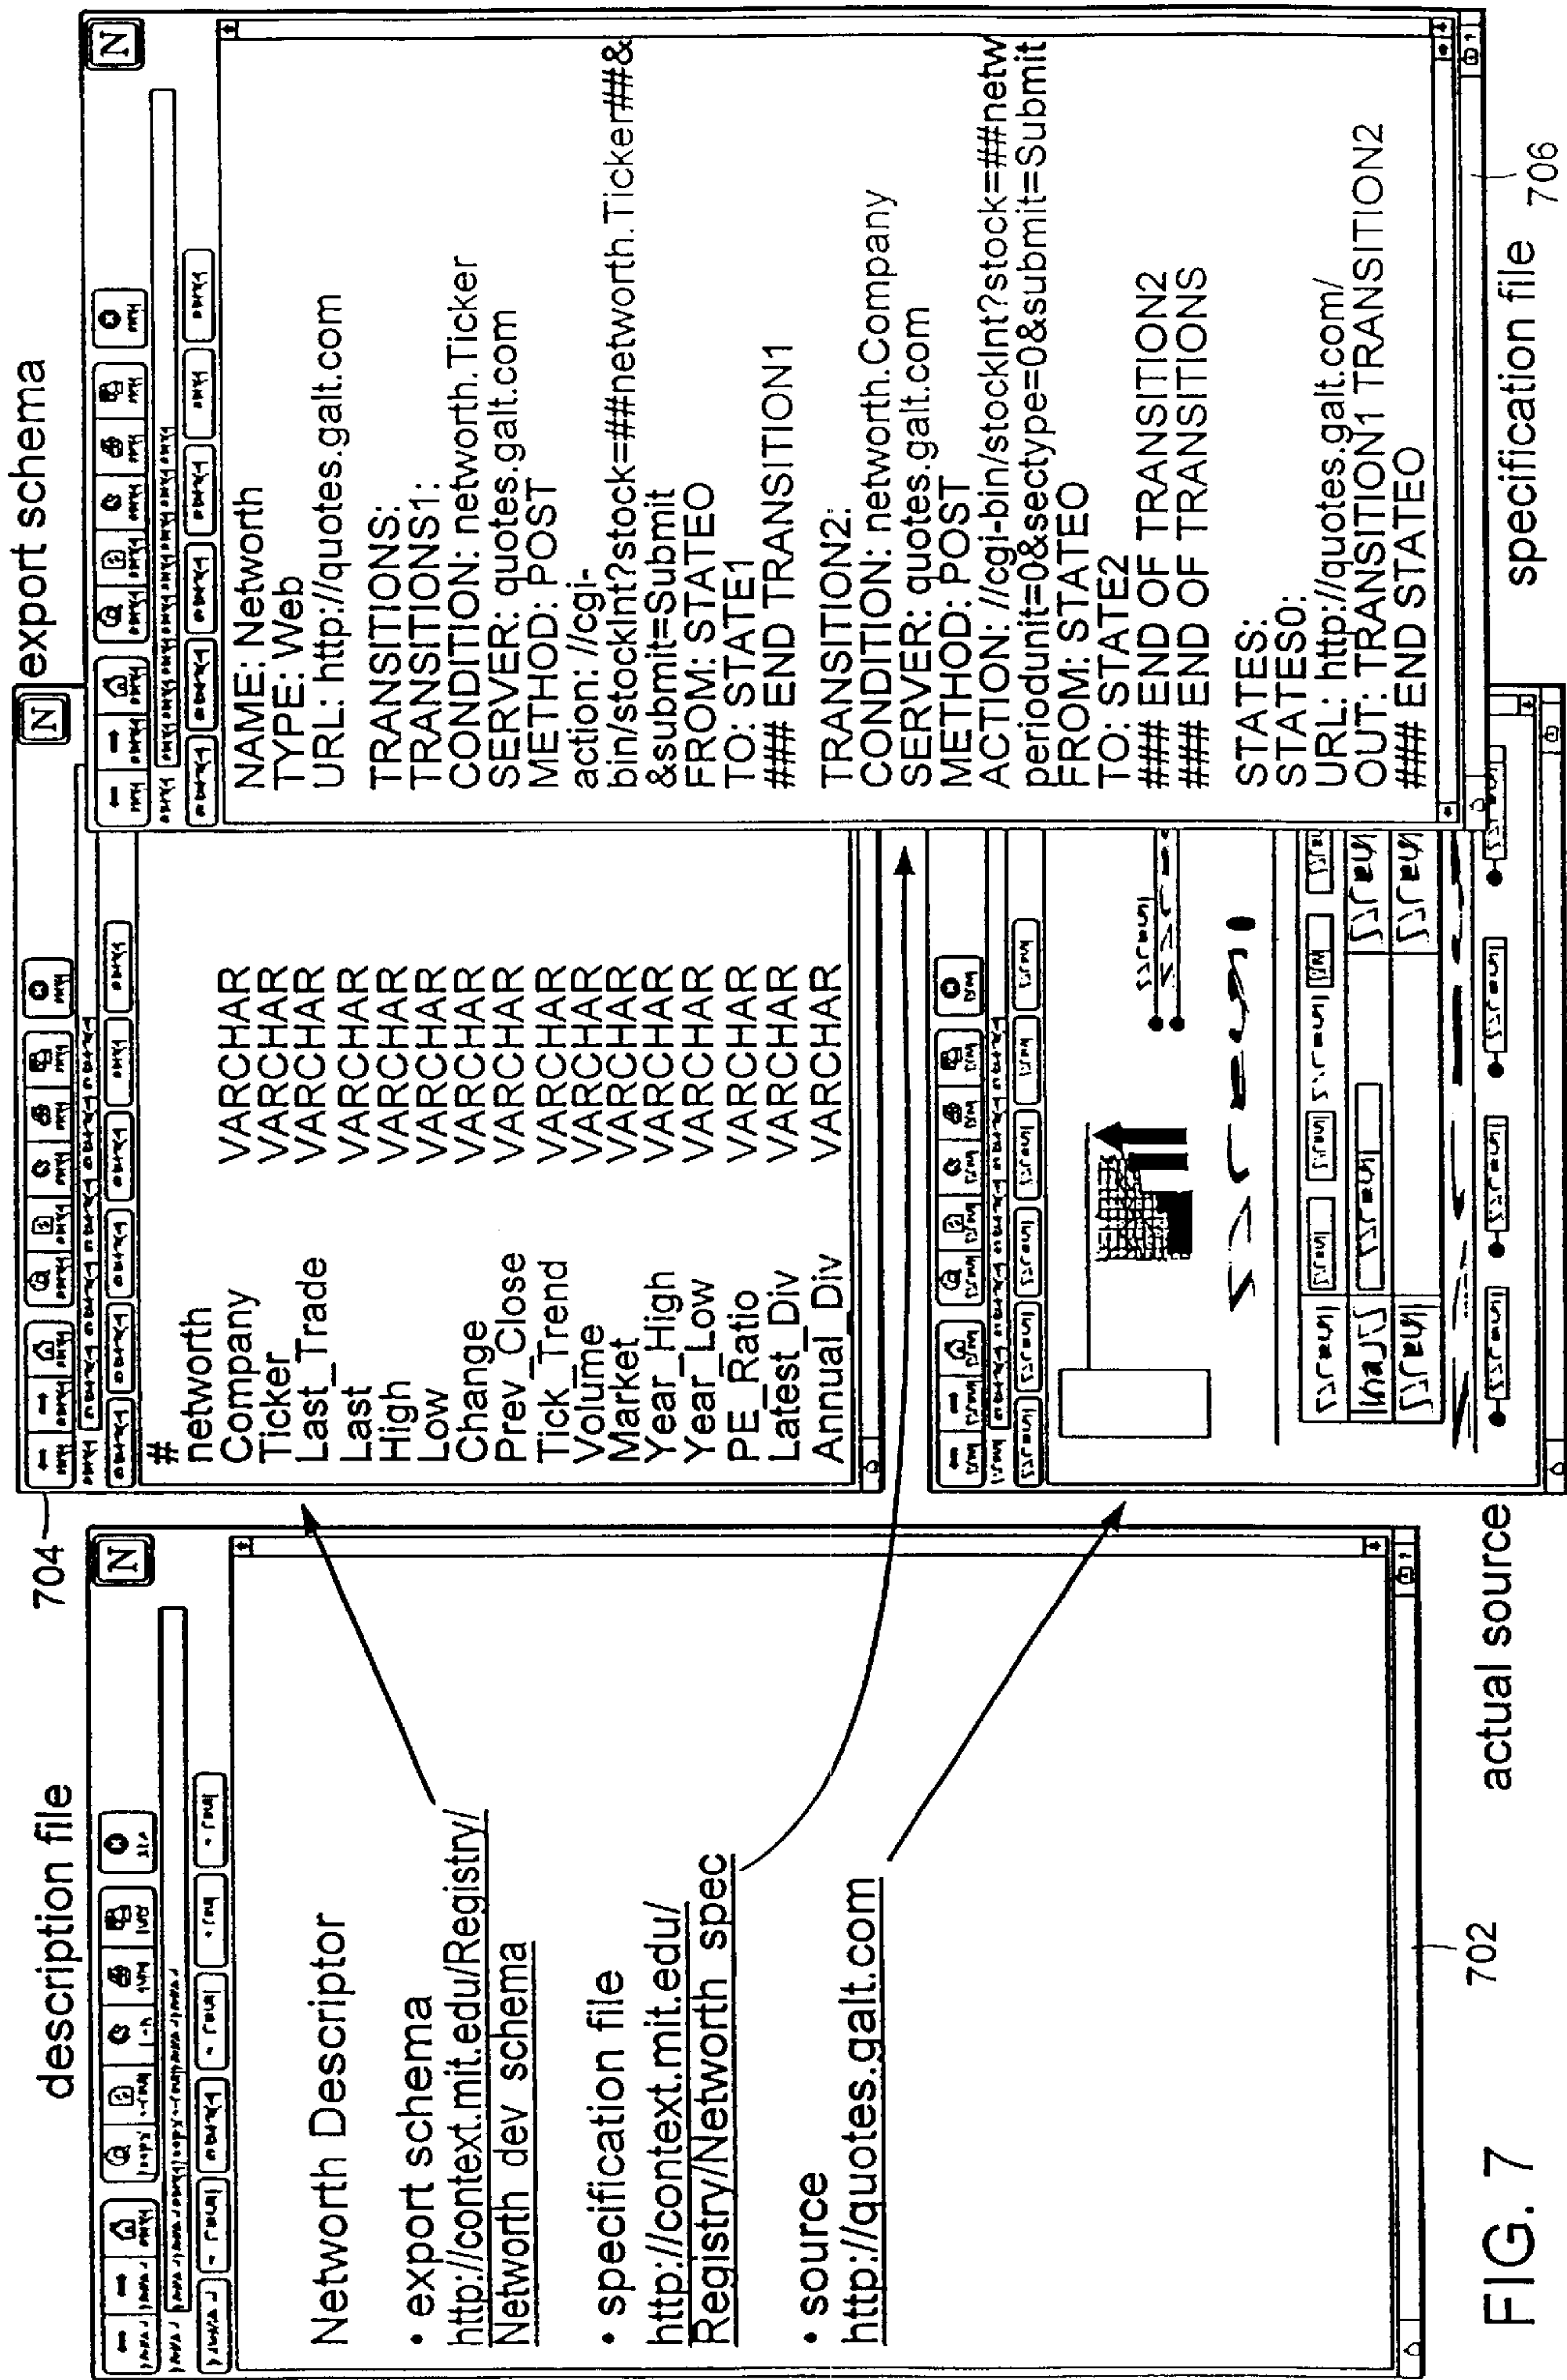 description file
Networth Descriptor
• export schema
http://context.mit.edu/Registry/
Networth_dev_schema
• specification file
http://context.mit.edu/
Registry/Networth_spec
• source
http://quotes.galt.com
702
FIG. 7
704
export schema
N
N
N
#
networth
Company VARCHAR
Ticker VARCHAR
Last_Trade VARCHAR
Last VARCHAR
High VARCHAR
Low VARCHAR
Change VARCHAR
Prev_Close VARCHAR
Tick_Trend VARCHAR
Volume VARCHAR
Market VARCHAR
Year_High VARCHAR
Year_Low VARCHAR
PE_Ratio VARCHAR
Latest_Div VARCHAR
Annual_Div VARCHAR
actual source
NAME: Networth
TYPE: Web
URL: http://quotes.galt.com
TRANSITIONS:
TRANSITIONS1:
CONDITION: networth.Ticker
SERVER: quotes.galt.com
METHOD: POST
action: //cgi-
bin/stockInt?stock=##networth.Ticker##&
&submit=Submit
FROM: STATEO
TO: STATE1
### END TRANSITION1
TRANSITION2:
CONDITION: networth.Company
SERVER: quotes.galt.com
METHOD: POST
ACTION: //cgi-bin/stockInt?stock=##netw
periodunit=0&sectype=0&submit=Submit
FROM: STATEO
TO: STATE2
### END OF TRANSITION2
### END OF TRANSITIONS
STATES:
STATES0:
URL: http://quotes.galt.com/
OUT: TRANSITION1 TRANSITION2
### END STATEO
specification file
706